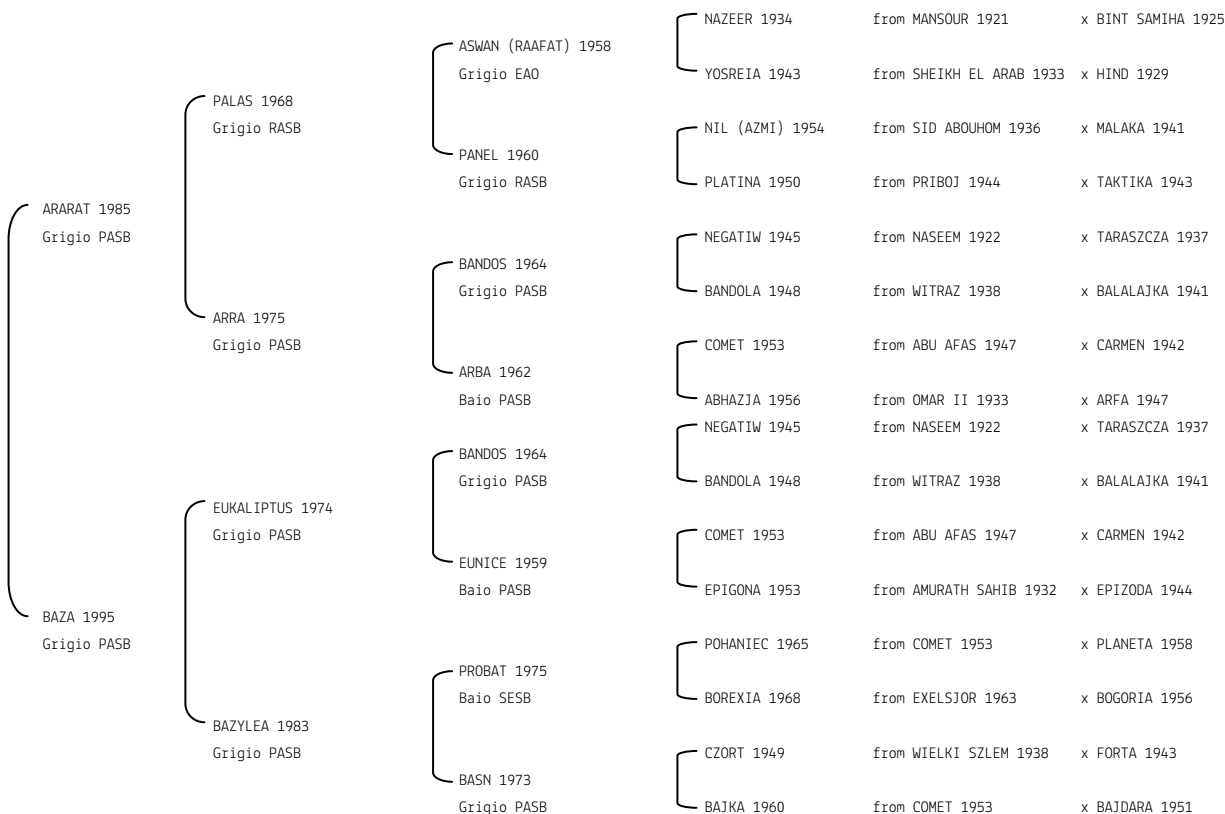 NAZEER 1934 from MANSOUR 1921 x BINT SAMIHA 1925
ASWAN (RAAFAT) 1958
Grigio EAO YOSREIA 1943 from SHEIKH EL ARAB 1933 x HIND 1929
PALAS 1968
Grigio RASB NIL (AZMI) 1954 from SID ABOUHOM 1936 x MALAKA 1941
PANEL 1960
Grigio RASB PLATINA 1950 from PRIBOJ 1944 x TAKTIKA 1943
ARARAT 1985
Grigio PASB NEGATIW 1945 from NASEEM 1922 x TARASZCZA 1937
BANDOS 1964
Grigio PASB BANDOLA 1948 from WITRAZ 1938 x BALALAJKA 1941
ARRA 1975
Grigio PASB COMET 1953 from ABU AFAS 1947 x CARMEN 1942
ARBA 1962
Baio PASB ABHAZJA 1956 from OMAR II 1933 x ARFA 1947
NEGATIW 1945 from NASEEM 1922 x TARASZCZA 1937
BANDOS 1964
Grigio PASB BANDOLA 1948 from WITRAZ 1938 x BALALAJKA 1941
EUKALIPTUS 1974
Grigio PASB COMET 1953 from ABU AFAS 1947 x CARMEN 1942
EUNICE 1959
Baio PASB EPIGONA 1953 from AMURATH SAHIB 1932 x EPIZODA 1944
BAZA 1995
Grigio PASB POHANIEC 1965 from COMET 1953 x PLANETA 1958
PROBAT 1975
Baio SESB BOREXIA 1968 from EXELSJOR 1963 x BOGORIA 1956
BAZYLEA 1983
Grigio PASB CZORT 1949 from WIELKI SZLEM 1938 x FORTA 1943
BASN 1973
Grigio PASB BAJKA 1960 from COMET 1953 x BAJDARA 1951